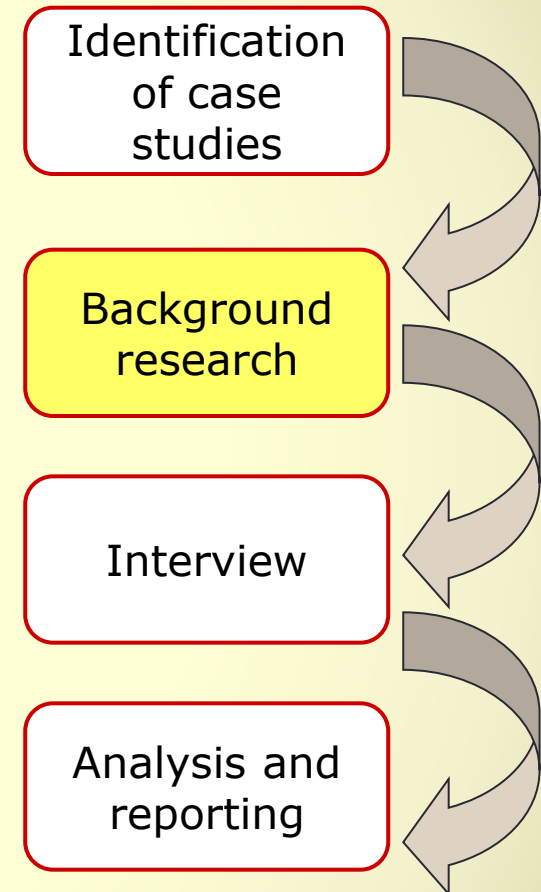 Identification
of case
studies
Background
research
Interview
Analysis and
reporting